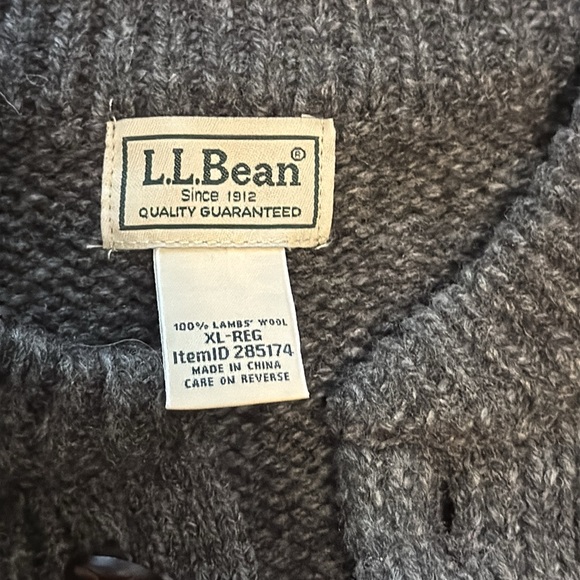 L.L.Bean®
Since 1912
QUALITY GUARANTEED
100% LAMBS' WOOL
XL-REG
ItemID 285174
MADE IN CHINA
CARE ON REVERSE